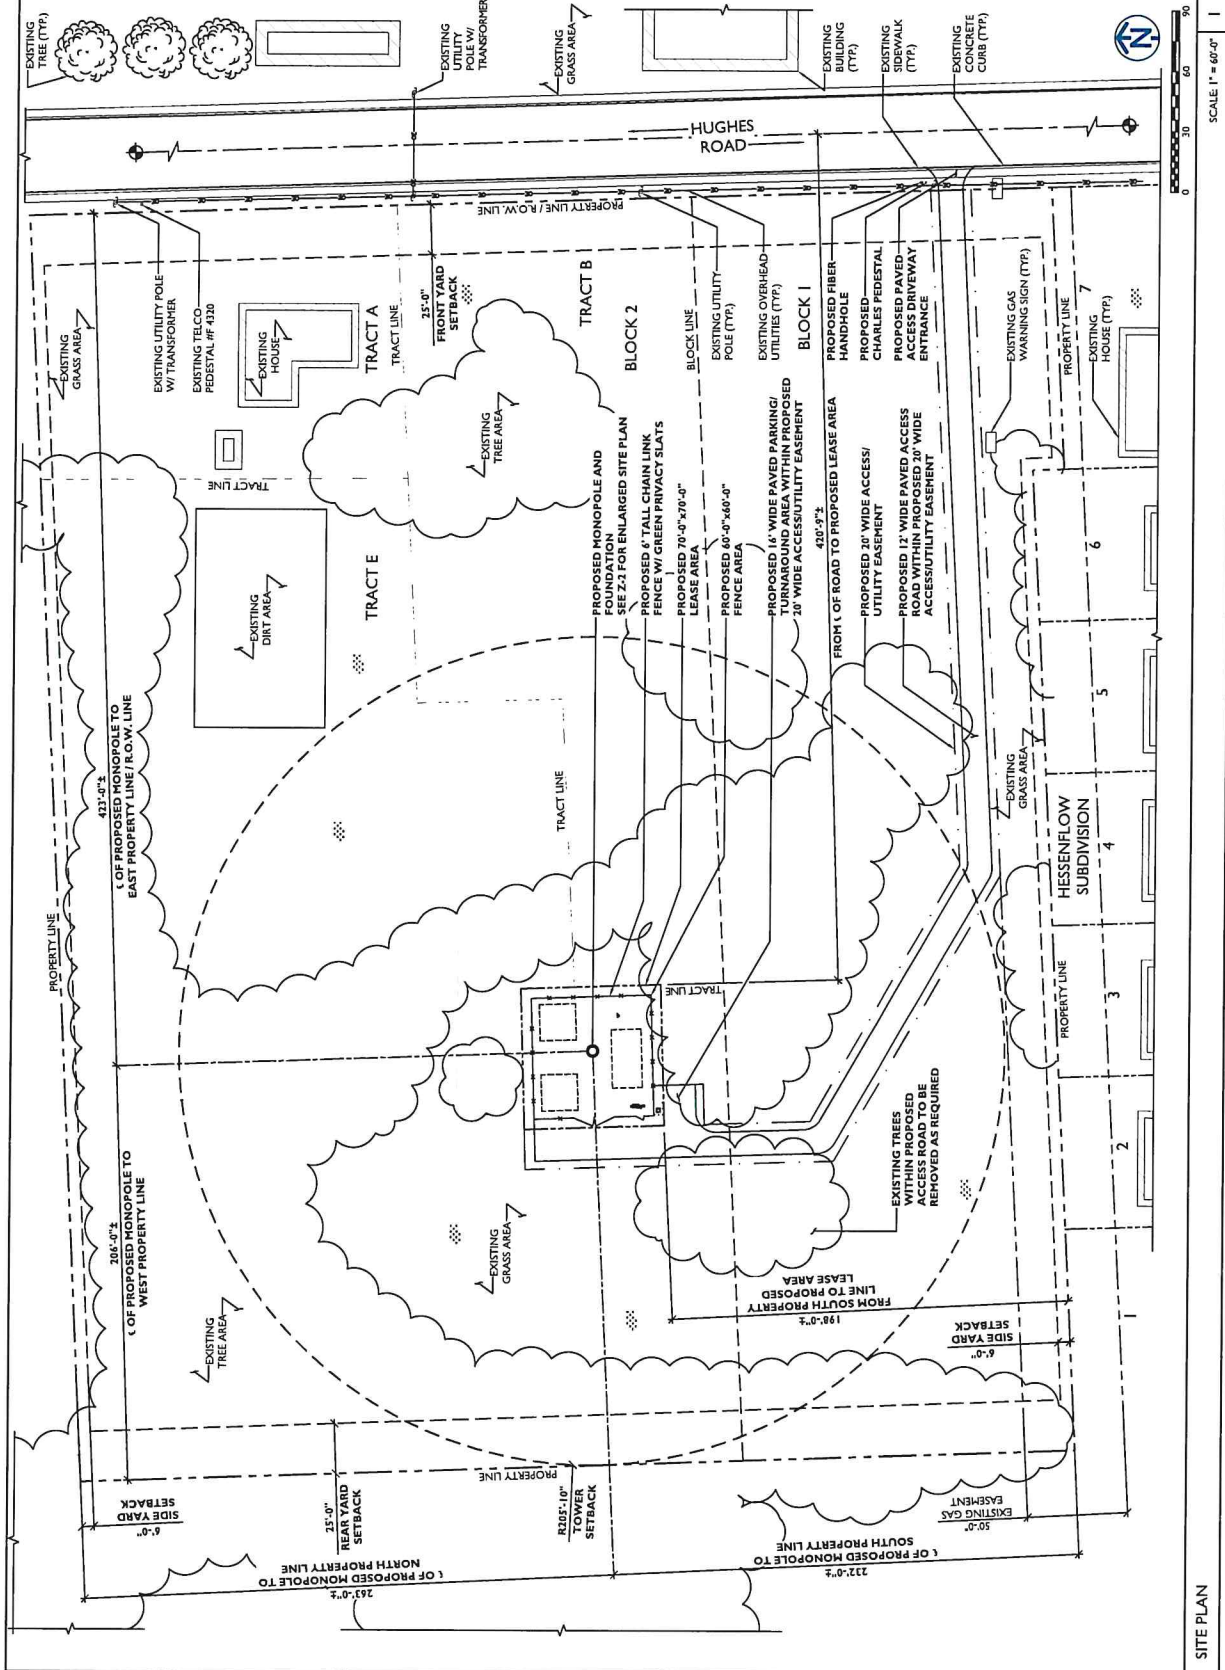 EXISTING
TREE (TYP.)
EXISTING
UTILITY
POLE W/
TRANSFORMER
EXISTING
GRASS AREA
EXISTING
BUILDING
(TYP.)
EXISTING
SIDEWALK
(TYP.)
EXISTING
CONCRETE
CURB (TYP.)
N
HUGHES
ROAD
PROPERTY LINE / R.O.W. LINE
0 30 60 90
SCALE: 1" = 60'-0"
1
EXISTING
GRASS AREA
EXISTING UTILITY POLE
W/ TRANSFORMER
EXISTING TELCO
PEDESTAL #F 4320
EXISTING
HOUSE
TRACT A
TRACT LINE
25'-0"
FRONT YARD
SETBACK
TRACT B
BLOCK 2
BLOCK LINE
EXISTING UTILITY
POLE (TYP.)
EXISTING OVERHEAD
UTILITIES (TYP.)
BLOCK 1
PROPOSED FIBER
HANDHOLE
PROPOSED
CHARLES PEDESTAL
PROPOSED PAVED
ACCESS DRIVEWAY
ENTRANCE
EXISTING GAS
WARNING SIGN (TYP.)
PROPERTY LINE
7
EXISTING
HOUSE (TYP.)
TRACT LINE
EXISTING
TREE AREA
EXISTING
DIRT AREA
TRACT E
PROPOSED MONOPOLE AND
FOUNDATION
SEE Z-2 FOR ENLARGED SITE PLAN
PROPOSED 6' TALL CHAIN LINK
FENCE W/ GREEN PRIVACY SLATS
PROPOSED 70'-0"x70'-0"
LEASE AREA
PROPOSED 60'-0"x60'-0"
FENCE AREA
PROPOSED 16' WIDE PAVED PARKING/
TURNAROUND AREA WITHIN PROPOSED
20' WIDE ACCESS/UTILITY EASEMENT
420'-9"±
FROM ℄ OF ROAD TO PROPOSED LEASE AREA
PROPOSED 20' WIDE ACCESS/
UTILITY EASEMENT
PROPOSED 12' WIDE PAVED ACCESS
ROAD WITHIN PROPOSED 20' WIDE
ACCESS/UTILITY EASEMENT
6
5
423'-0"±
℄ OF PROPOSED MONOPOLE TO
EAST PROPERTY LINE / R.O.W. LINE
PROPERTY LINE
TRACT LINE
TRACT LINE
EXISTING
GRASS AREA
HESSENFLOW
SUBDIVISION
4
PROPERTY LINE
3
2
206'-0"±
℄ OF PROPOSED MONOPOLE TO
WEST PROPERTY LINE
EXISTING
GRASS AREA
EXISTING TREES
WITHIN PROPOSED
ACCESS ROAD TO BE
REMOVED AS REQUIRED
EXISTING
TREE AREA
198'-0"±
FROM SOUTH PROPERTY
LINE TO PROPOSED
LEASE AREA
6'-0"
SIDE YARD
SETBACK
1
6'-0"
SIDE YARD
SETBACK
25'-0"
REAR YARD
SETBACK
PROPERTY LINE
R205'-10"
TOWER
SETBACK
50'-0"
EXISTING GAS
EASEMENT
263'-0"±
℄ OF PROPOSED MONOPOLE TO
NORTH PROPERTY LINE
232'-0"±
℄ OF PROPOSED MONOPOLE TO
SOUTH PROPERTY LINE
SITE PLAN